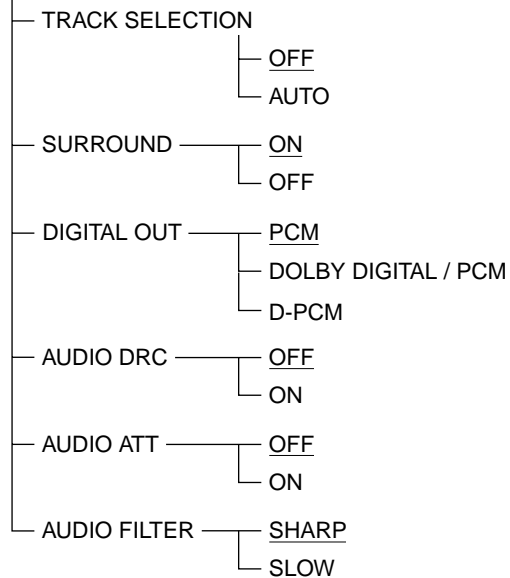 TRACK SELECTION
OFF
AUTO
SURROUND
ON
OFF
DIGITAL OUT
PCM
DOLBY DIGITAL / PCM
D-PCM
AUDIO DRC
OFF
ON
AUDIO ATT
OFF
ON
AUDIO FILTER
SHARP
SLOW